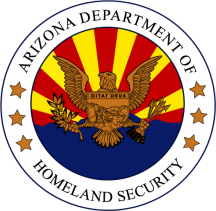 ARIZONA DEPARTMENT OF
DITAT DEUS
HOMELAND SECURITY